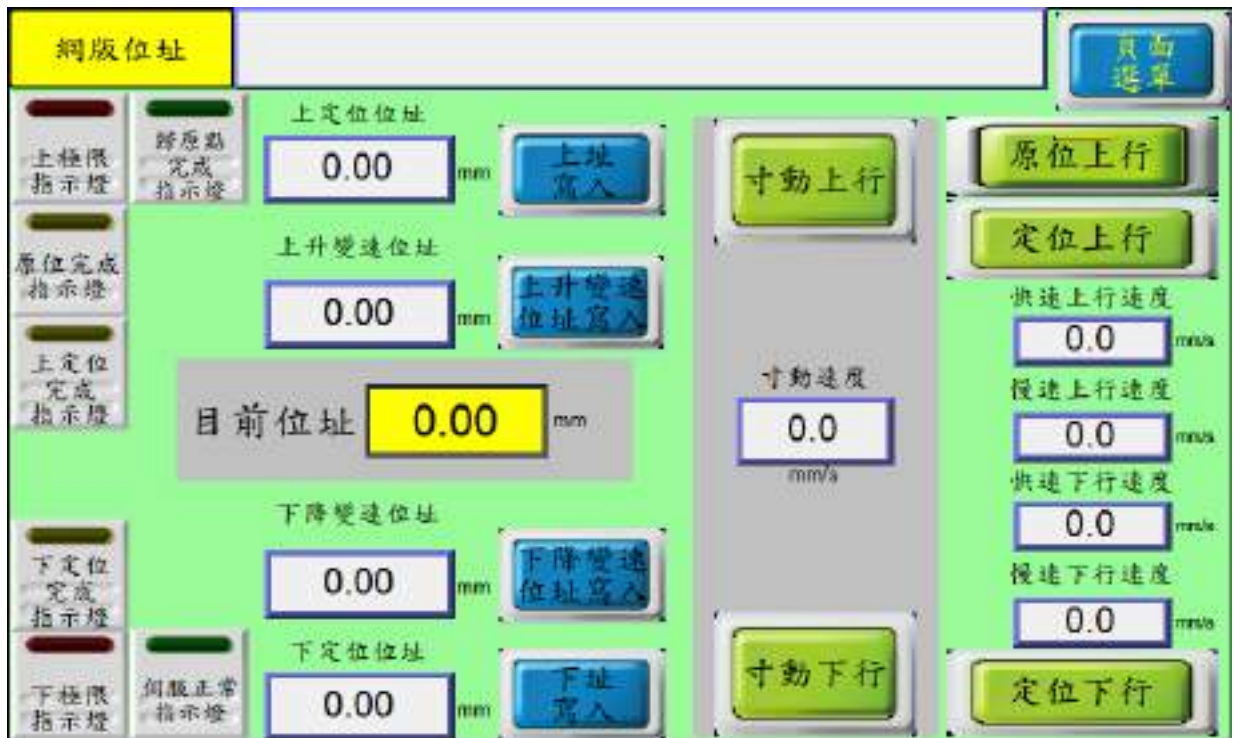 網版位址
頁面
選單
上極限
指示燈
歸原點
完成
指示燈
上定位位址
0.00
mm
上址
寫入
寸動上行
原位上行
定位上行
原位完成
指示燈
上升變速位址
0.00
mm
上升變速
位址寫入
快速上行速度
0.0
mm/s
上定位
完成
指示燈
目前位址
0.00
mm
寸動速度
0.0
mm/s
慢速上行速度
0.0
mm/s
快速下行速度
0.0
mm/s
下定位
完成
指示燈
下降變速位址
0.00
mm
下降變速
位址寫入
慢速下行速度
0.0
mm/s
下極限
指示燈
伺服正常
指示燈
下定位位址
0.00
mm
下址
寫入
寸動下行
定位下行